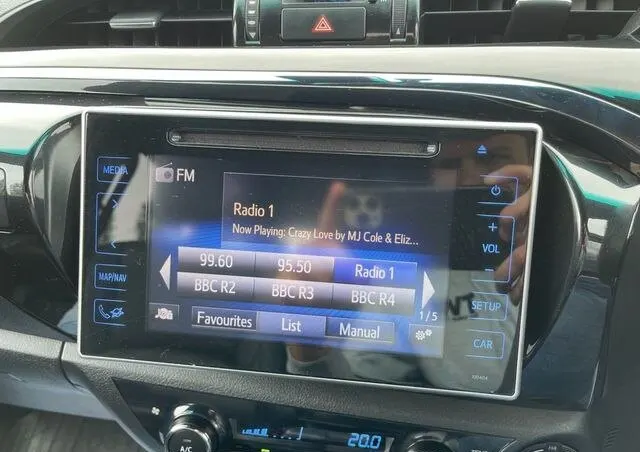 MEDIA
FM
Radio 1
Now Playing: Crazy Love by MJ Cole & Eliz...
99.60 95.50 Radio 1
BBC R2 BBC R3 BBC R4
1/5
Favourites List Manual
MAP/NAV
+
VOL
-
SETUP
CAR
A/C
20.0